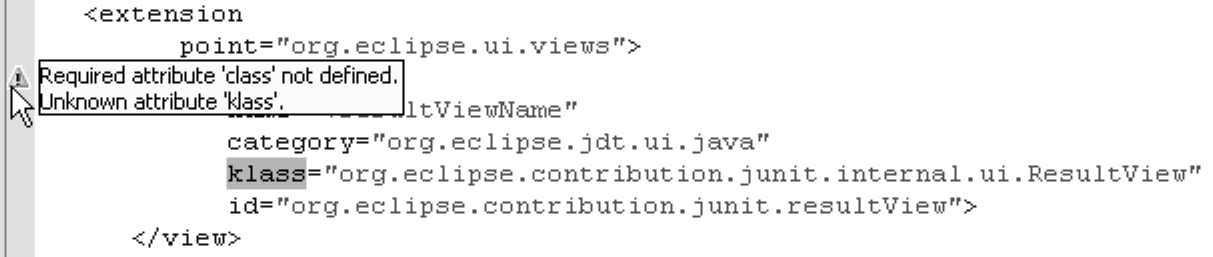 <extension
point="org.eclipse.ui.views">
Required attribute 'class' not defined.
Unknown attribute 'klass'.
ltViewName"
category="org.eclipse.jdt.ui.java"
klass="org.eclipse.contribution.junit.internal.ui.ResultView"
id="org.eclipse.contribution.junit.resultView">
</view>